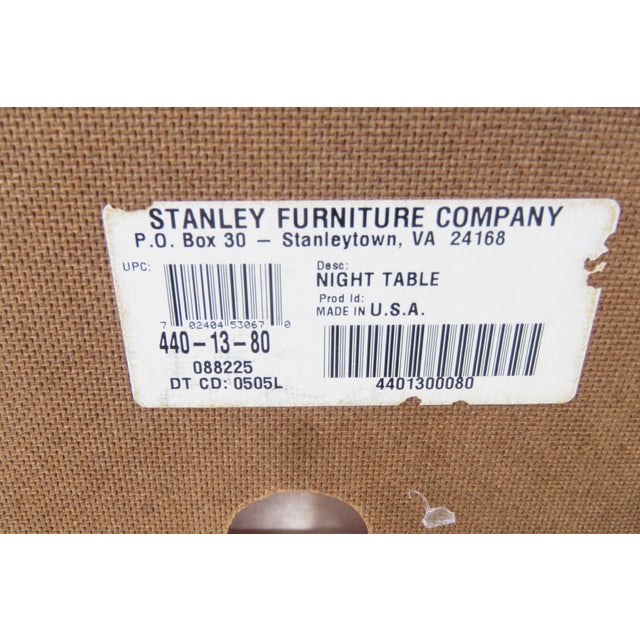 STANLEY FURNITURE COMPANY
P.O. Box 30 — Stanleytown, VA 24168
UPC:
7 02404 53067 0
440-13-80
088225
DT CD: 0505L
Desc:
NIGHT TABLE
Prod Id:
MADE IN U.S.A.
4401300080